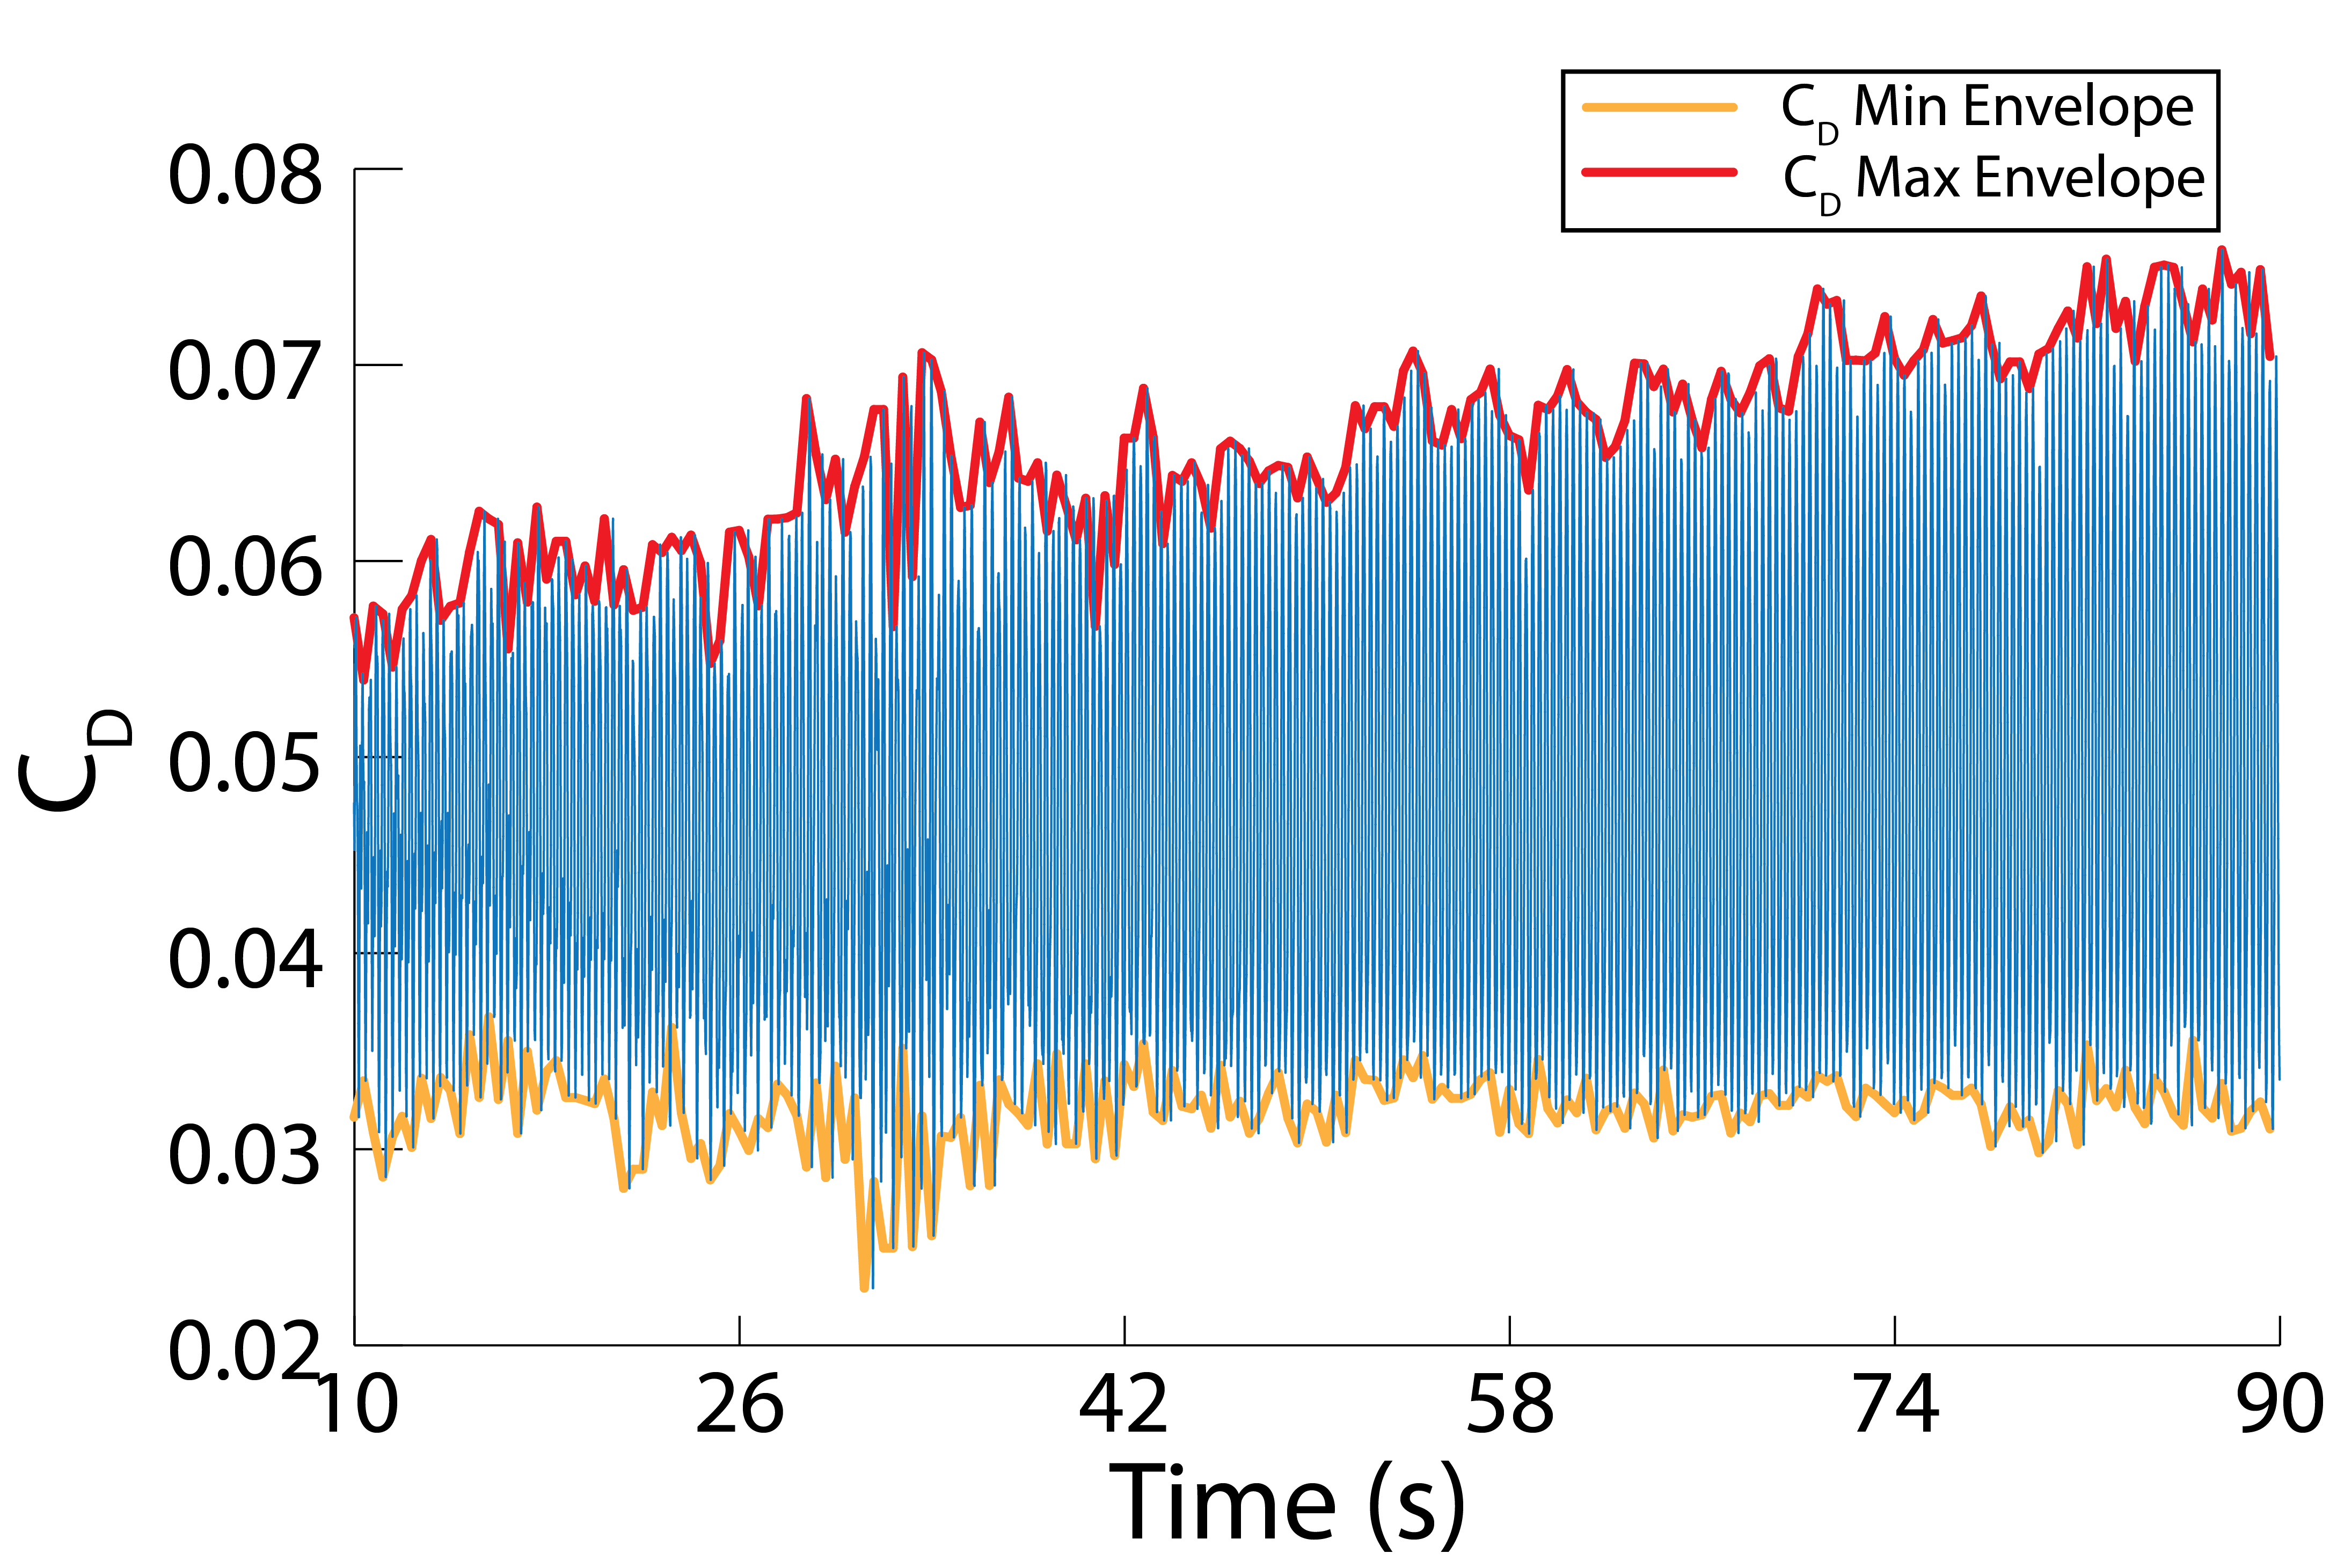 C_D Min Envelope
C_D Max Envelope
0.08
0.07
0.06
0.05
0.04
0.03
0.02
C_D
10 26 42 58 74 90
Time (s)